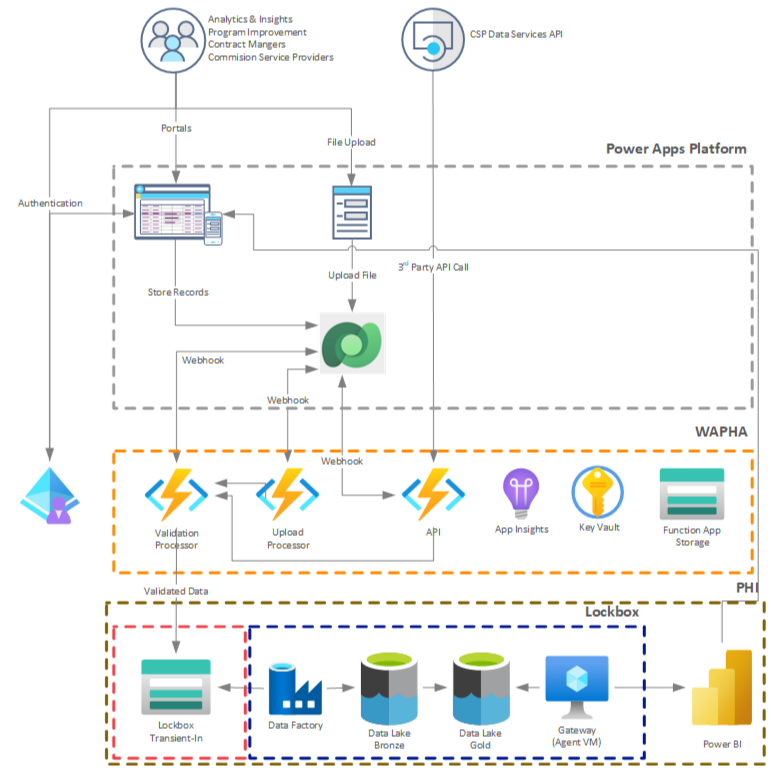 Analytics & Insights
Program Improvement
Contract Mangers
Commision Service Providers
CSP Data Services API
Portals
File Upload
Power Apps Platform
Authentication
Upload File
3rd Party API Call
Store Records
Webhook
Webhook
WAPHA
Webhook
Validation
Processor
Upload
Processor
API
App Insights
Key Vault
Function App
Storage
Validated Data
PHI
Lockbox
Lockbox
Transient-In
Data Factory
Data Lake
Bronze
Data Lake
Gold
Gateway
(Agent VM)
Power BI